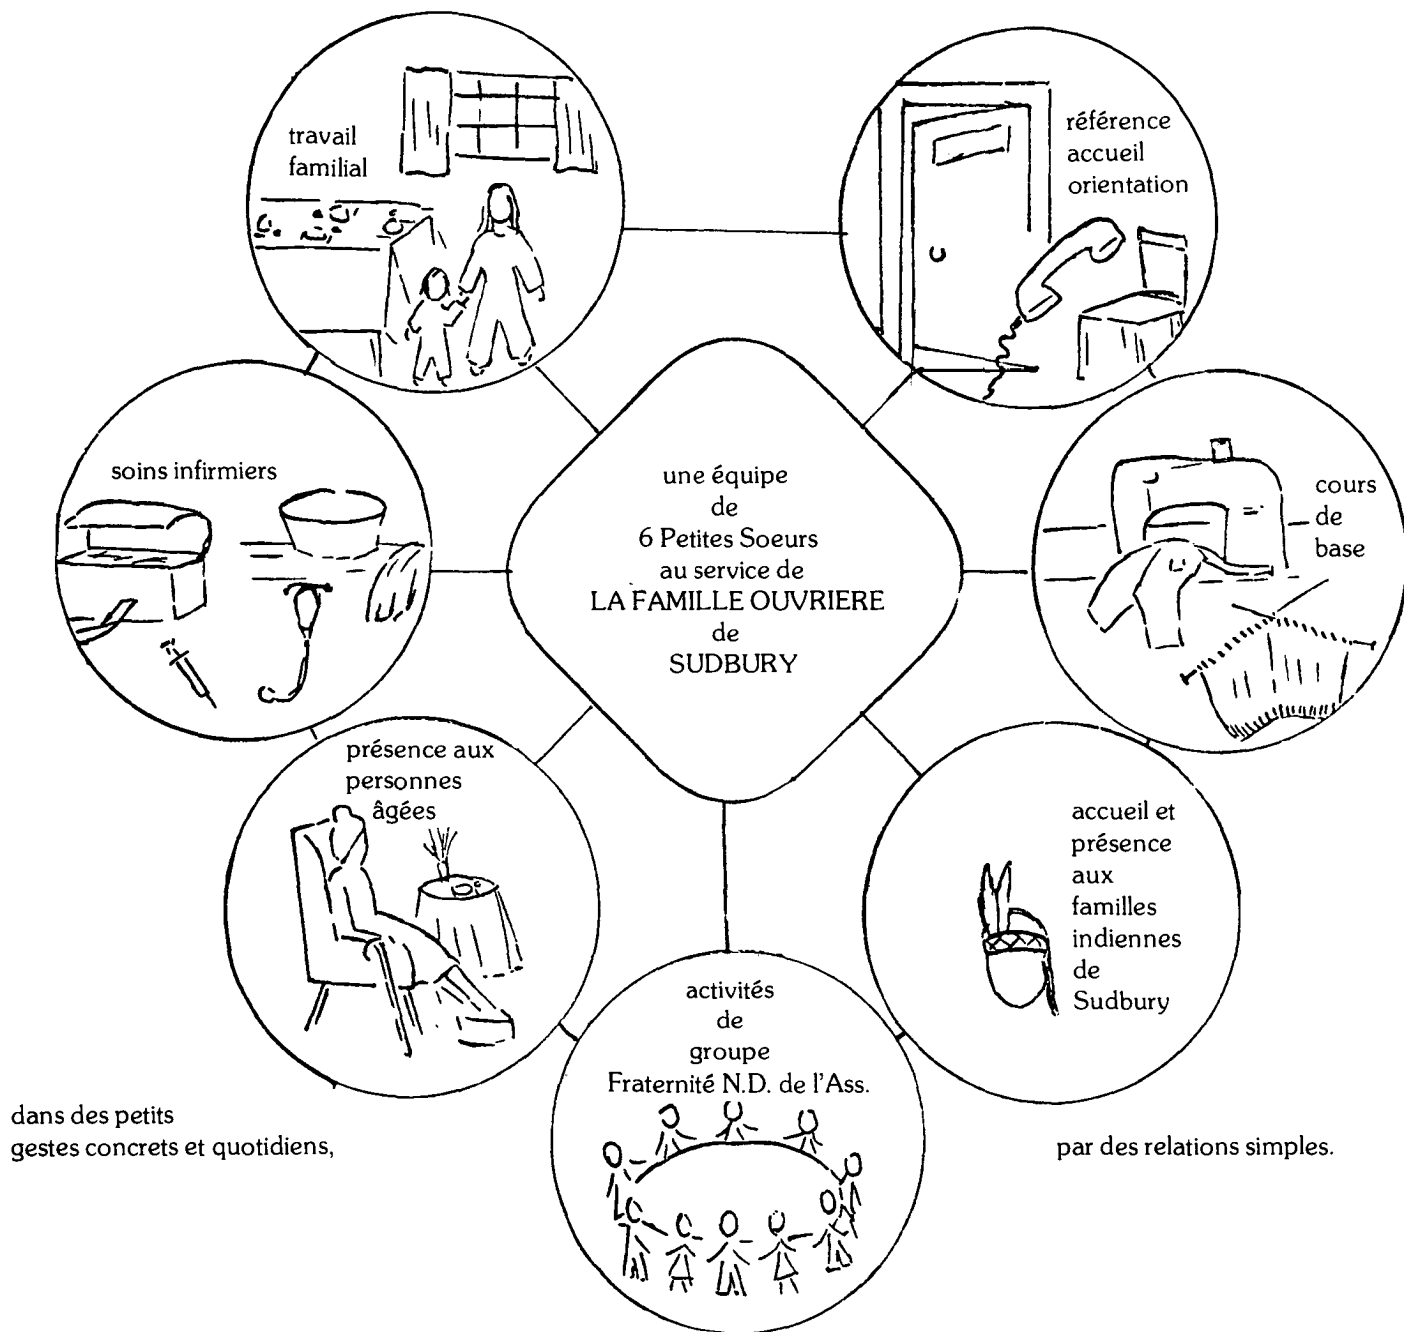 travail
familial
référence
accueil
orientation
soins infirmiers
une équipe
de
6 Petites Soeurs
au service de
LA FAMILLE OUVRIERE
de
SUDBURY
cours
de
base
présence aux
personnes
âgées
accueil et
présence
aux
familles
indiennes
de
Sudbury
activités
de
groupe
Fraternité N.D. de l'Ass.
dans des petits
gestes concrets et quotidiens,
par des relations simples.